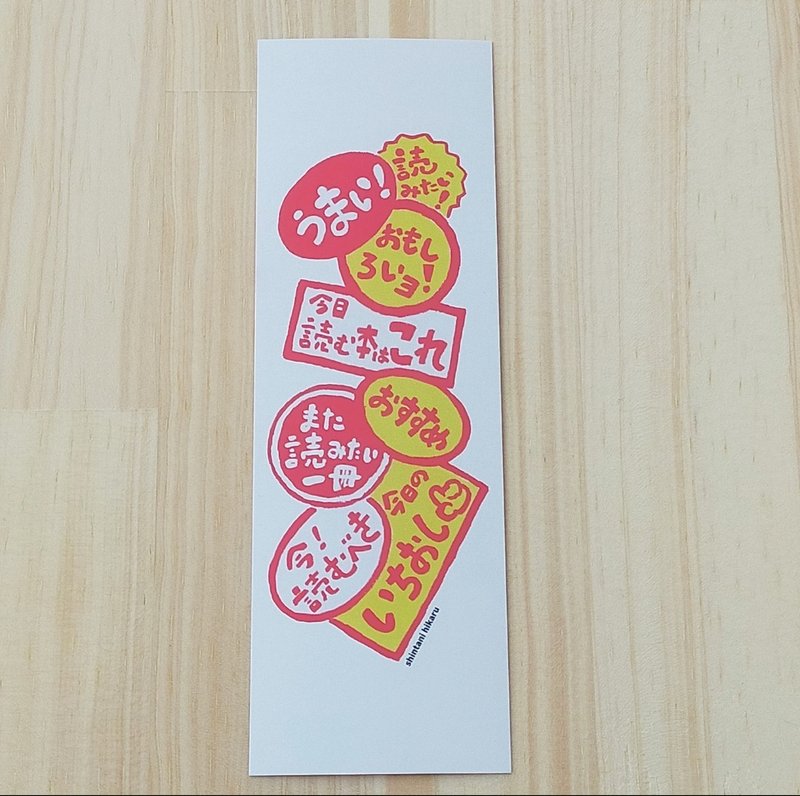 読
みたい
!
うまい!
おもし
ろいョ!
今日
読む本はこれ
おすすめ
また
読みたい
一冊
今日の
いちおし
今!
読むべき
shintani hikaru